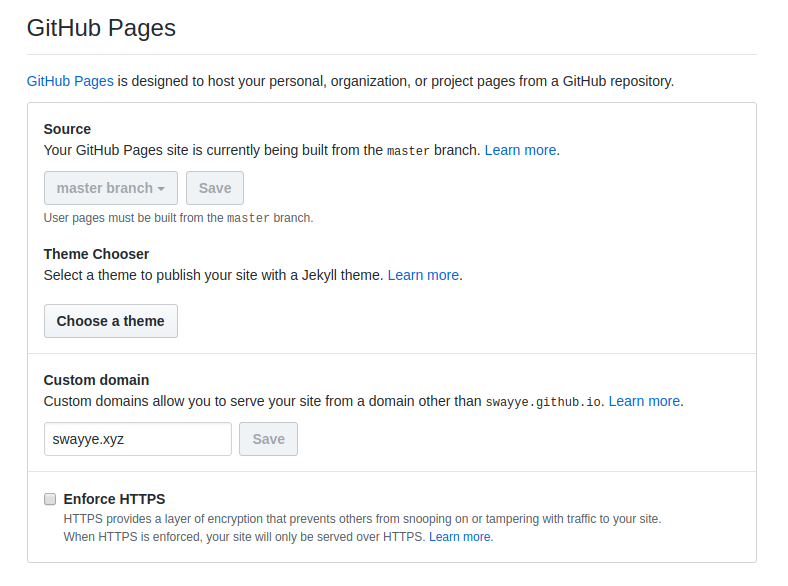 GitHub Pages
GitHub Pages is designed to host your personal, organization, or project pages from a GitHub repository.
Source
Your GitHub Pages site is currently being built from the master branch. Learn more.
master branch
Save
User pages must be built from the master branch.
Theme Chooser
Select a theme to publish your site with a Jekyll theme. Learn more.
Choose a theme
Custom domain
Custom domains allow you to serve your site from a domain other than swayye.github.io. Learn more.
swayye.xyz
Save
Enforce HTTPS
HTTPS provides a layer of encryption that prevents others from snooping on or tampering with traffic to your site.
When HTTPS is enforced, your site will only be served over HTTPS. Learn more.